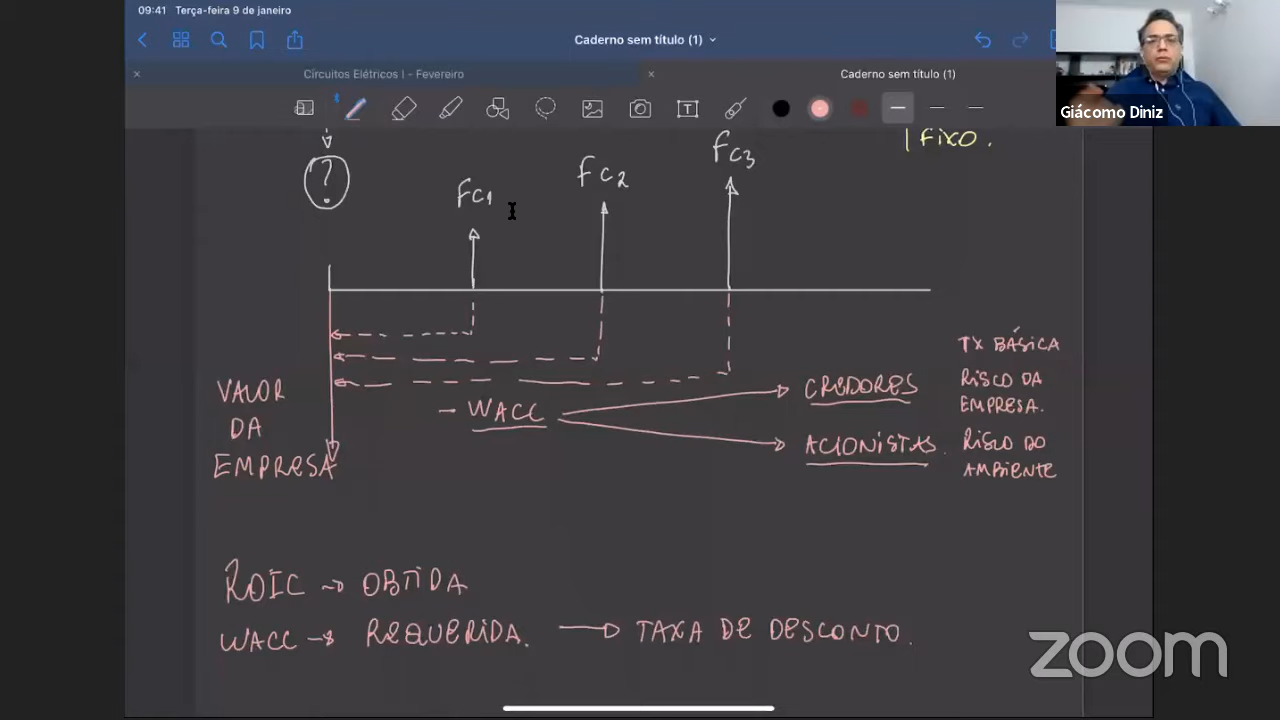 09:41 Terça-feira 9 de janeiro
Caderno sem título (1)
Circuitos Elétricos I - Fevereiro
Caderno sem título (1)
Giácomo Diniz
FIXO.
?
FC1
FC2
FC3
VALOR
DA
EMPRESA
- WACC
CREDORES
ACIONISTAS.
TX BÁSICA
RISCO DA
EMPRESA.
RISCO DO
AMBIENTE
ROIC → OBTIDA
WACC → REQUERIDA. → TAXA DE DESCONTO.
zoom